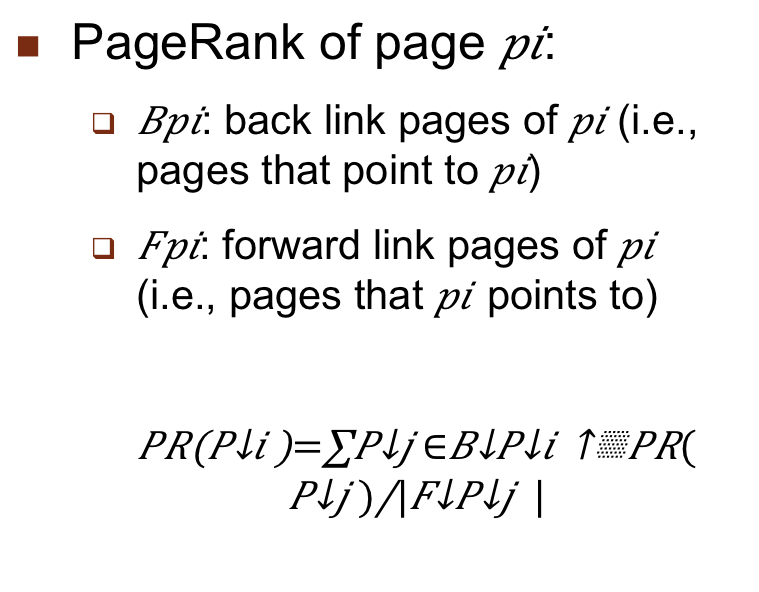 ■ PageRank of page 𝑝𝑖:
❑ 𝐵𝑝𝑖: back link pages of 𝑝𝑖 (i.e.,
pages that point to 𝑝𝑖)
❑ 𝐹𝑝𝑖: forward link pages of 𝑝𝑖
(i.e., pages that 𝑝𝑖 points to)
𝑃𝑅(𝑃↓𝑖 )=∑𝑃↓𝑗∈𝐵↓𝑃↓𝑖 ↑▒𝑃𝑅(
𝑃↓𝑗 )/|𝐹↓𝑃↓𝑗 |